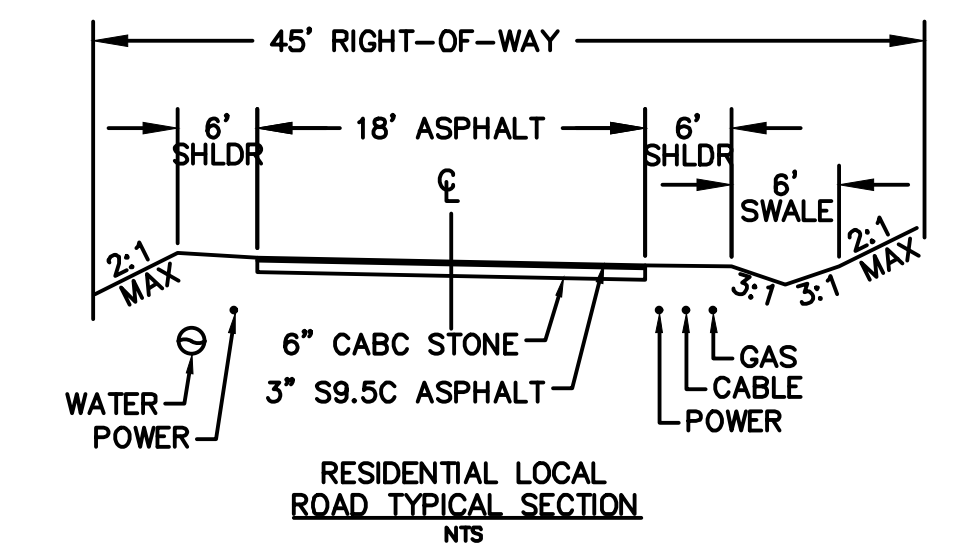 45' RIGHT-OF-WAY
6'
SHLDR
18' ASPHALT
6'
SHLDR
6'
SWALE
℄
2:1
MAX
3:1
3:1
2:1
MAX
6" CABC STONE
3" S9.5C ASPHALT
WATER
POWER
GAS
CABLE
POWER
RESIDENTIAL LOCAL
ROAD TYPICAL SECTION
NTS